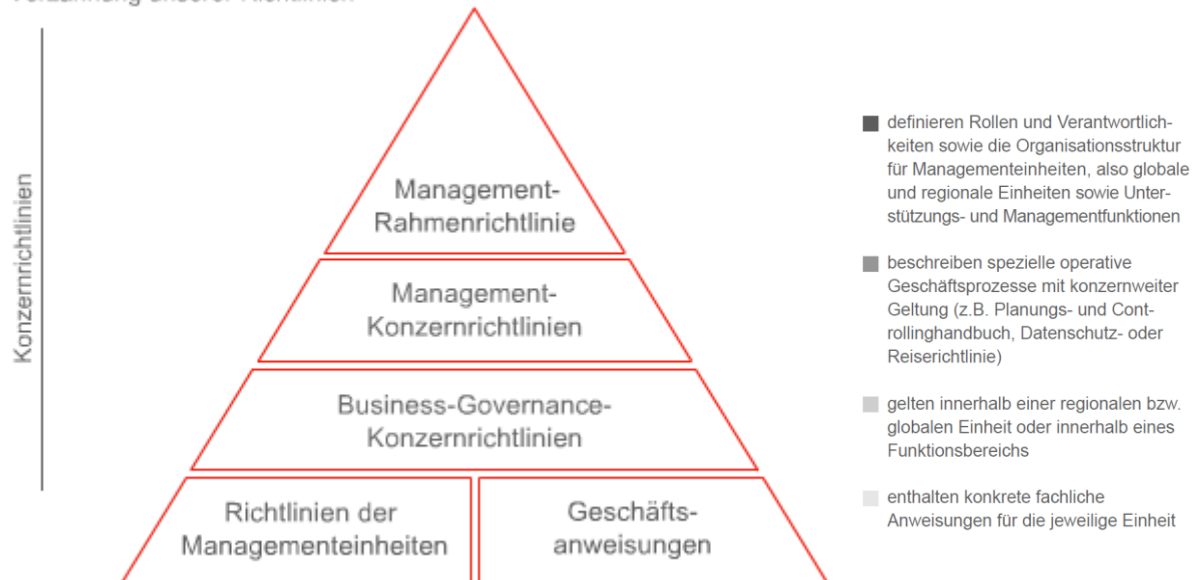 Verzahnung unserer Richtlinien
Konzernrichtlinien
Management-
Rahmenrichtlinie
Management-
Konzernrichtlinien
Business-Governance-
Konzernrichtlinien
Richtlinien der
Managementeinheiten
Geschäfts-
anweisungen
definieren Rollen und Verantwortlich-
keiten sowie die Organisationsstruktur
für Managementeinheiten, also globale
und regionale Einheiten sowie Unter-
stützungs- und Managementfunktionen
beschreiben spezielle operative
Geschäftsprozesse mit konzernweiter
Geltung (z.B. Planungs- und Cont-
rollinghandbuch, Datenschutz- oder
Reiserichtlinie)
gelten innerhalb einer regionalen bzw.
globalen Einheit oder innerhalb eines
Funktionsbereichs
enthalten konkrete fachliche
Anweisungen für die jeweilige Einheit